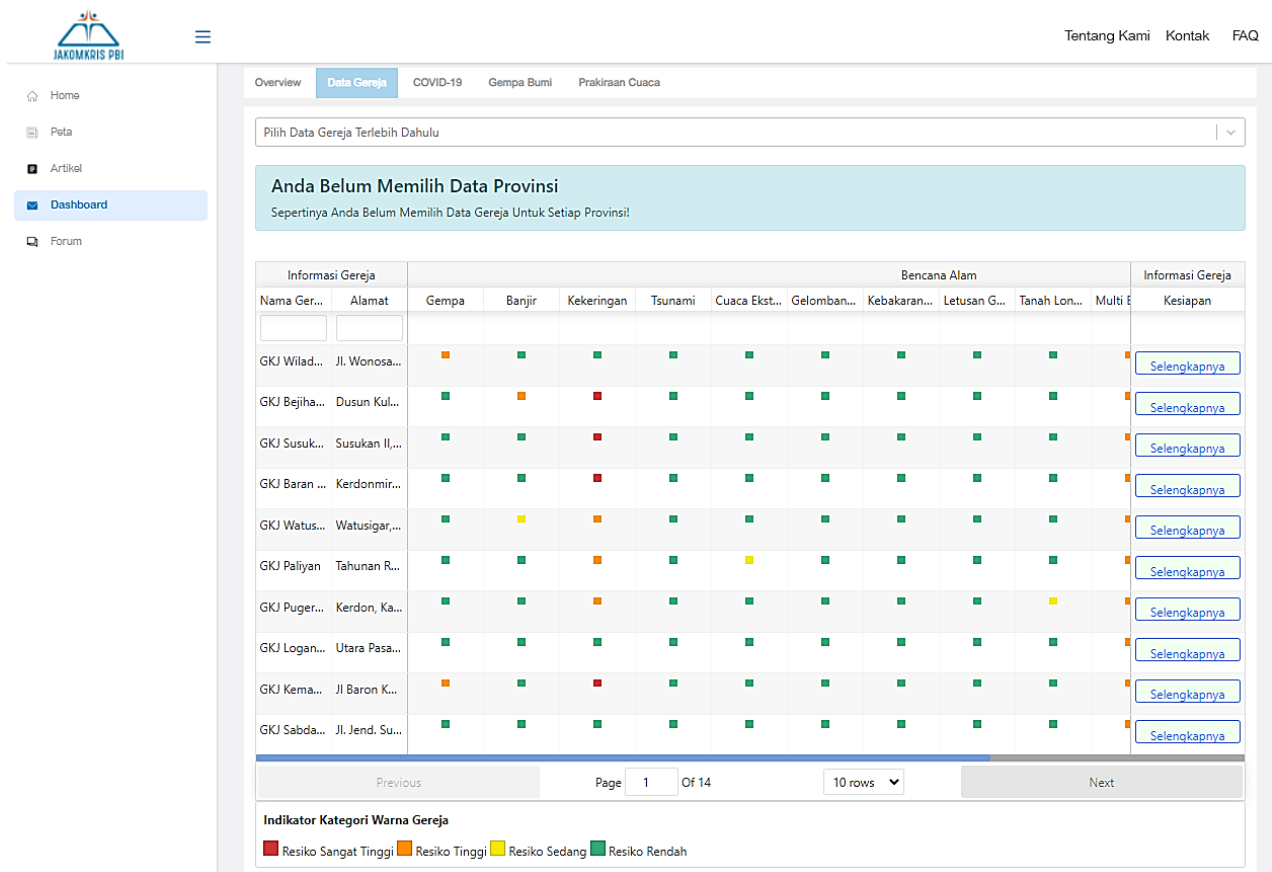 JAKOMKRIS PBI
Tentang Kami Kontak FAQ
Home
Peta
Artikel
Dashboard
Forum
Overview Data Gereja COVID-19 Gempa Bumi Prakiraan Cuaca
Pilih Data Gereja Terlebih Dahulu
Anda Belum Memilih Data Provinsi
Sepertinya Anda Belum Memilih Data Gereja Untuk Setiap Provinsi!
Informasi Gereja Bencana Alam Informasi Gereja
Nama Ger... Alamat Gempa Banjir Kekeringan Tsunami Cuaca Ekst... Gelomban... Kebakaran... Letusan G... Tanah Lon... Multi Kesiapan
GKJ Wilad... Jl. Wonosa... Selengkapnya
GKJ Bejiha... Dusun Kul... Selengkapnya
GKJ Susuk... Susukan II,... Selengkapnya
GKJ Baran ... Kerdonmir... Selengkapnya
GKJ Watus... Watusigar,... Selengkapnya
GKJ Paliyan Tahunan R... Selengkapnya
GKJ Puger... Kerdon, Ka... Selengkapnya
GKJ Logan... Utara Pasa... Selengkapnya
GKJ Kema... Jl Baron K... Selengkapnya
GKJ Sabda... Jl. Jend. Su... Selengkapnya
Previous Page 1 Of 14 10 rows Next
Indikator Kategori Warna Gereja
Resiko Sangat Tinggi Resiko Tinggi Resiko Sedang Resiko Rendah